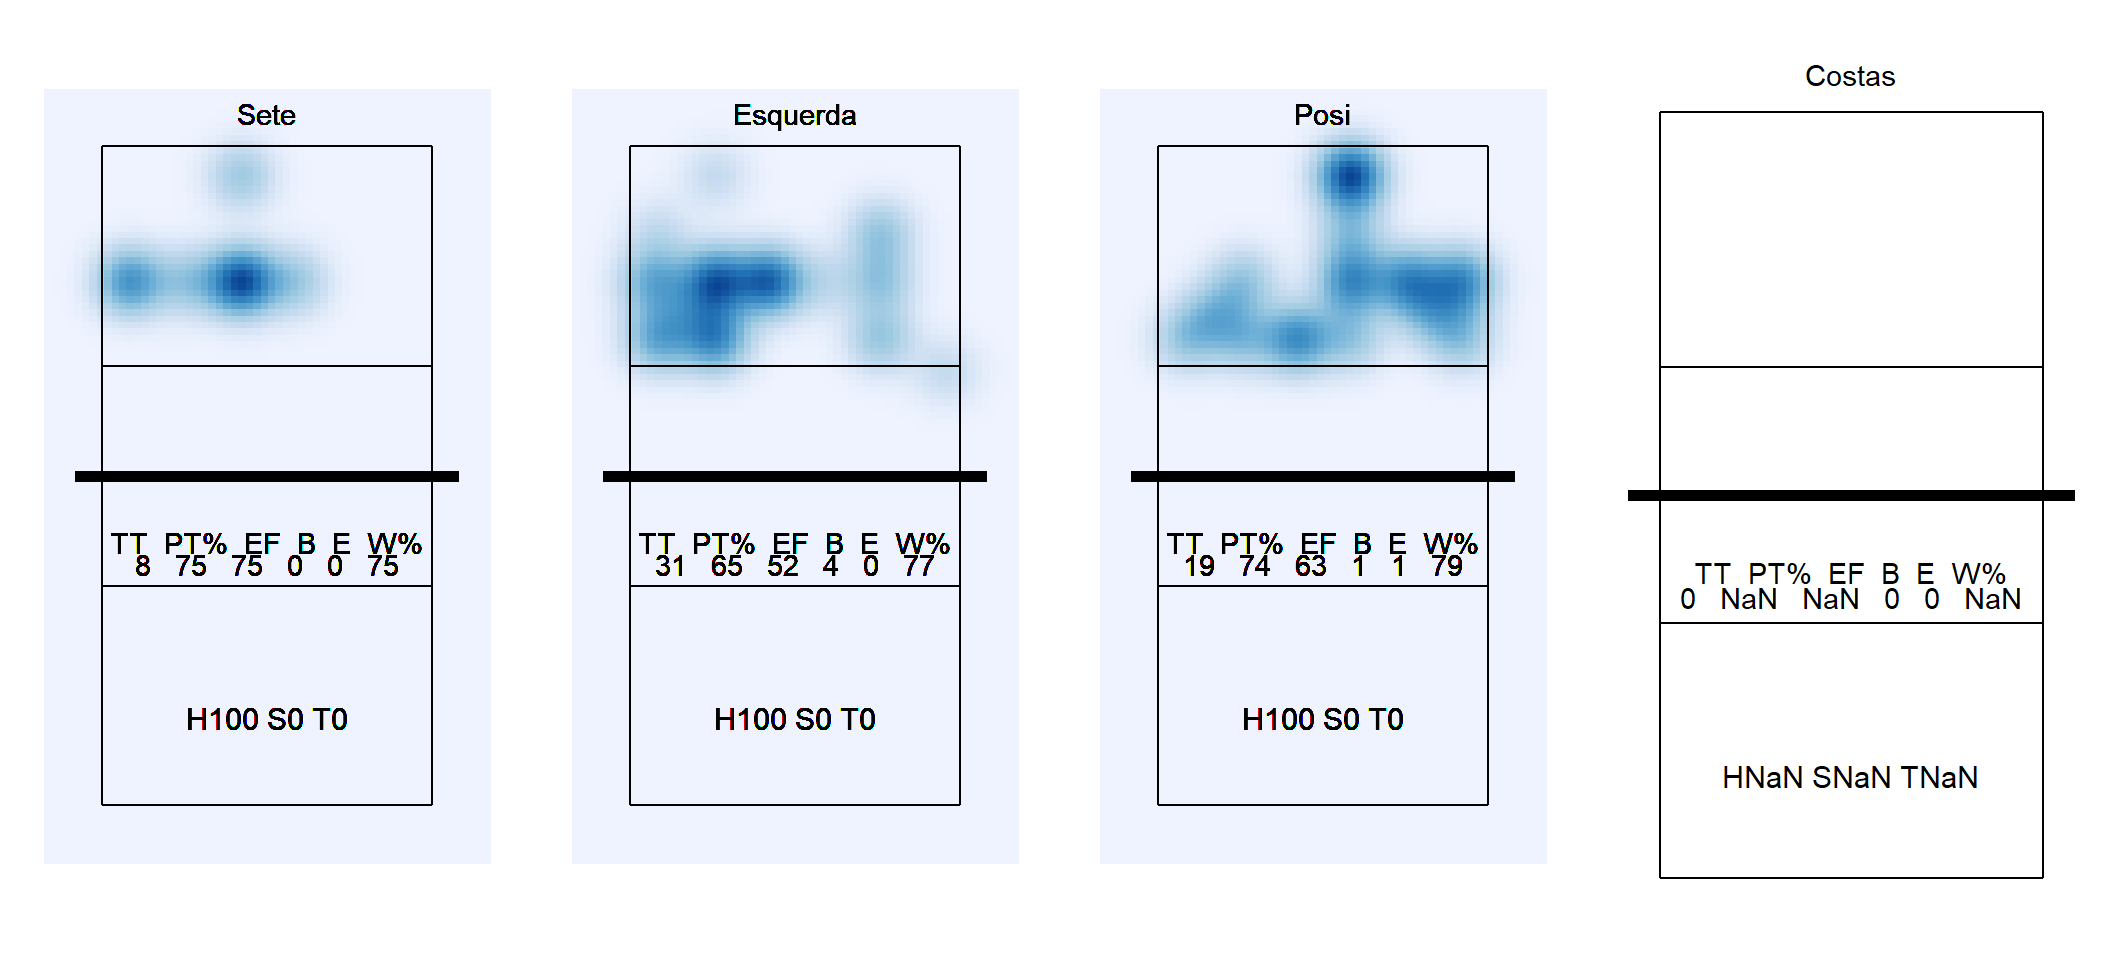 Sete
TT PT% EF B E W%
8 75 75 0 0 75
H100 S0 T0
Esquerda
TT PT% EF B E W%
31 65 52 4 0 77
H100 S0 T0
Posi
TT PT% EF B E W%
19 74 63 1 1 79
H100 S0 T0
Costas
TT PT% EF B E W%
0 NaN NaN 0 0 NaN
HNaN SNaN TNaN